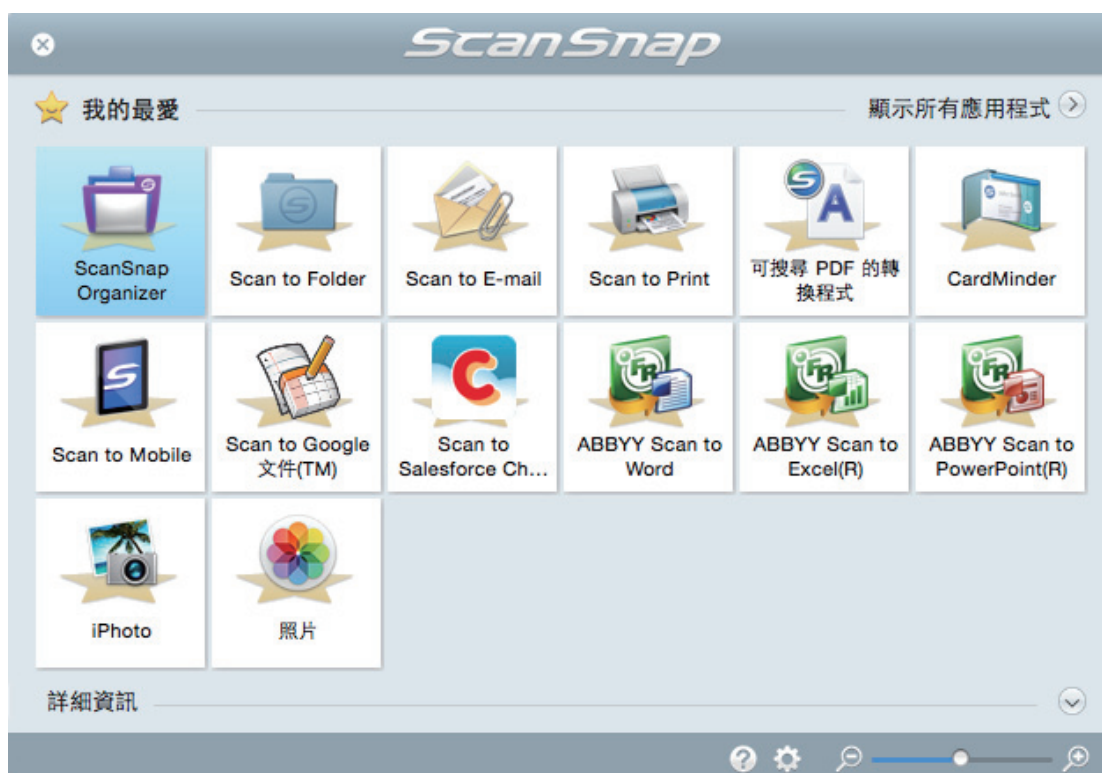 ScanSnap
我的最愛
顯示所有應用程式
ScanSnap
Organizer
Scan to Folder
Scan to E-mail
Scan to Print
可搜尋 PDF 的轉
換程式
CardMinder
Scan to Mobile
Scan to Google
文件(TM)
Scan to
Salesforce Ch...
ABBYY Scan to
Word
ABBYY Scan to
Excel(R)
ABBYY Scan to
PowerPoint(R)
iPhoto
照片
詳細資訊